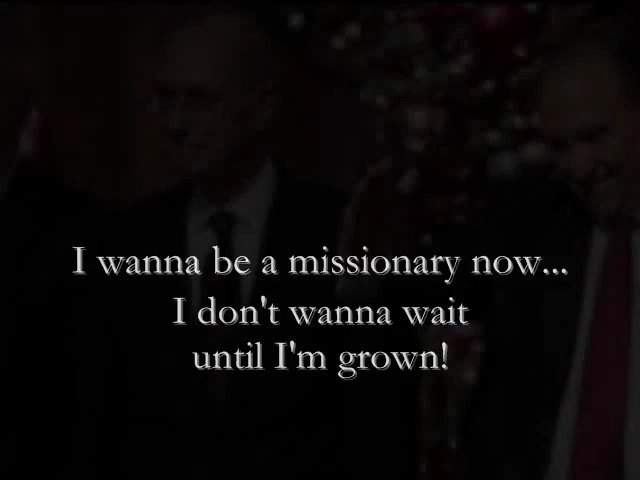 I wanna be a missionary now...
I don't wanna wait
until I'm grown!